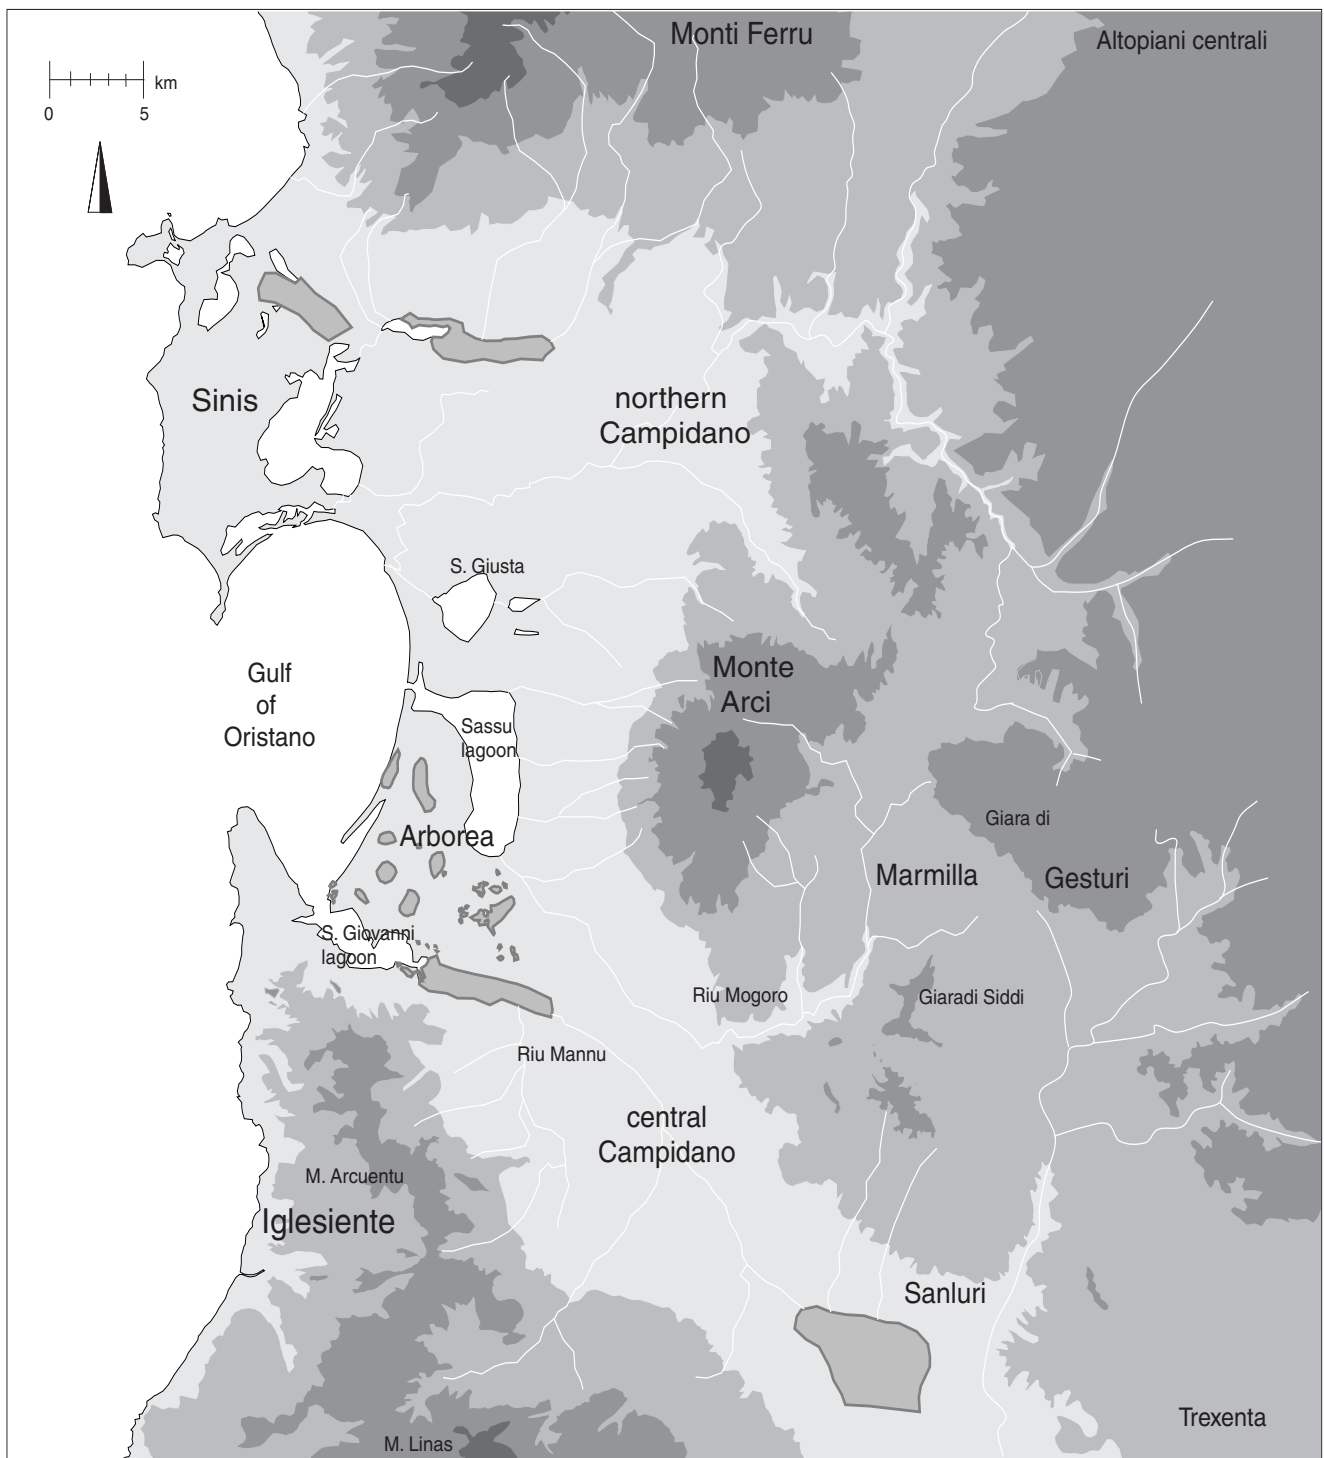 Monti Ferru
Altopiani centrali
km
0 5
Sinis
northern
Campidano
S. Giusta
Gulf
of
Oristano
Monte
Arci
Sassu
lagoon
Arborea
Giara di
Marmilla
Gesturi
S. Giovanni
lagoon
Riu Mogoro
Giaradi Siddi
Riu Mannu
central
Campidano
M. Arcuentu
Iglesiente
Sanluri
Trexenta
M. Linas